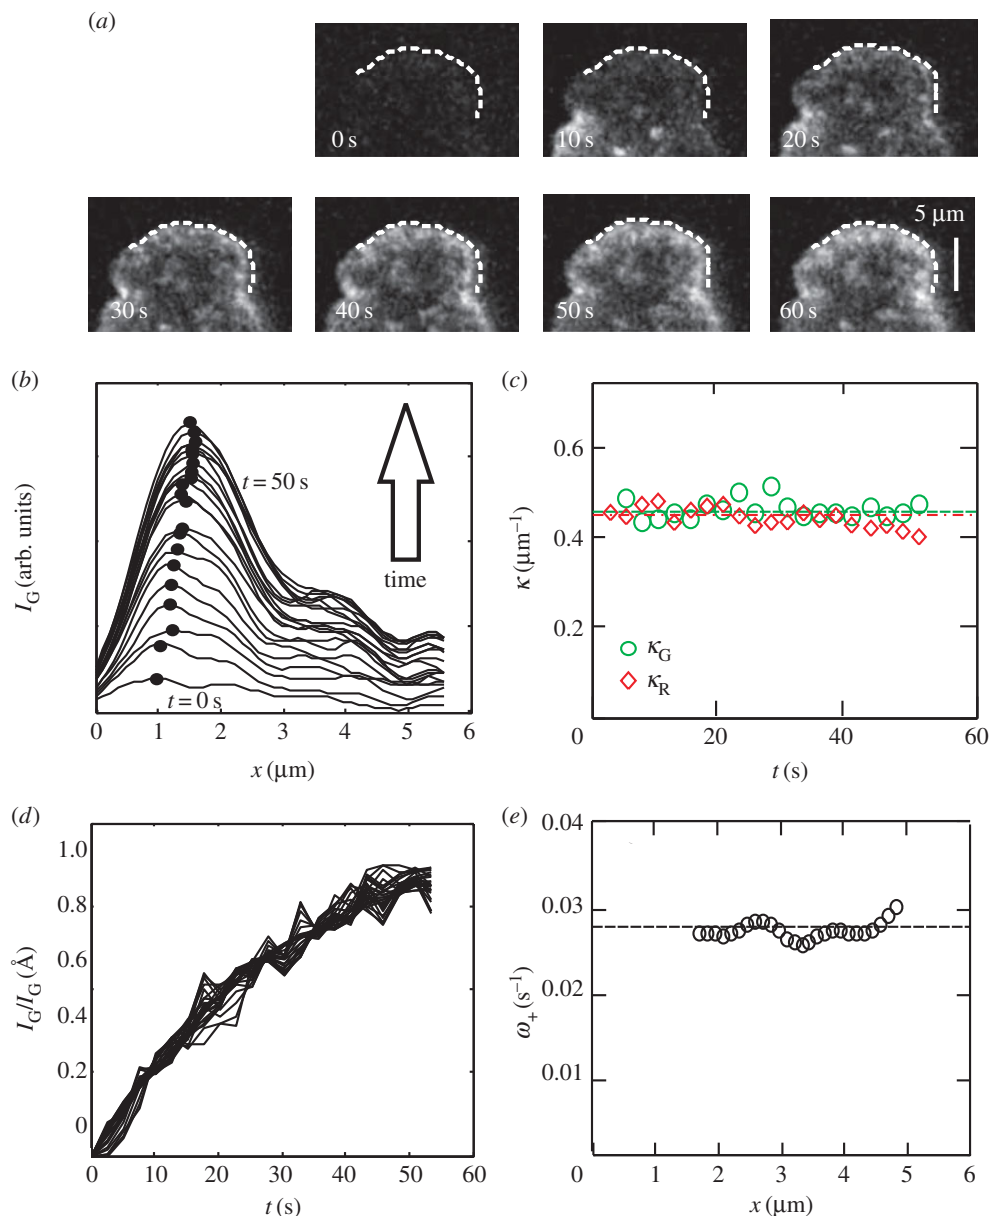 (a)
0 s
10 s
20 s
30 s
40 s
50 s
60 s
5 μm
(b)
I_G (arb. units)
t = 50 s
time
t = 0 s
0 1 2 3 4 5 6
x (μm)
(c)
κ (μm⁻¹)
0.6
0.4
0.2
κ_G
κ_R
0 20 40 60
t (s)
(d)
I_G/I_G (Å)
1.0
0.8
0.6
0.4
0.2
0
0 10 20 30 40 50 60
t (s)
(e)
ω₊ (s⁻¹)
0.04
0.03
0.02
0.01
0 1 2 3 4 5 6
x (μm)